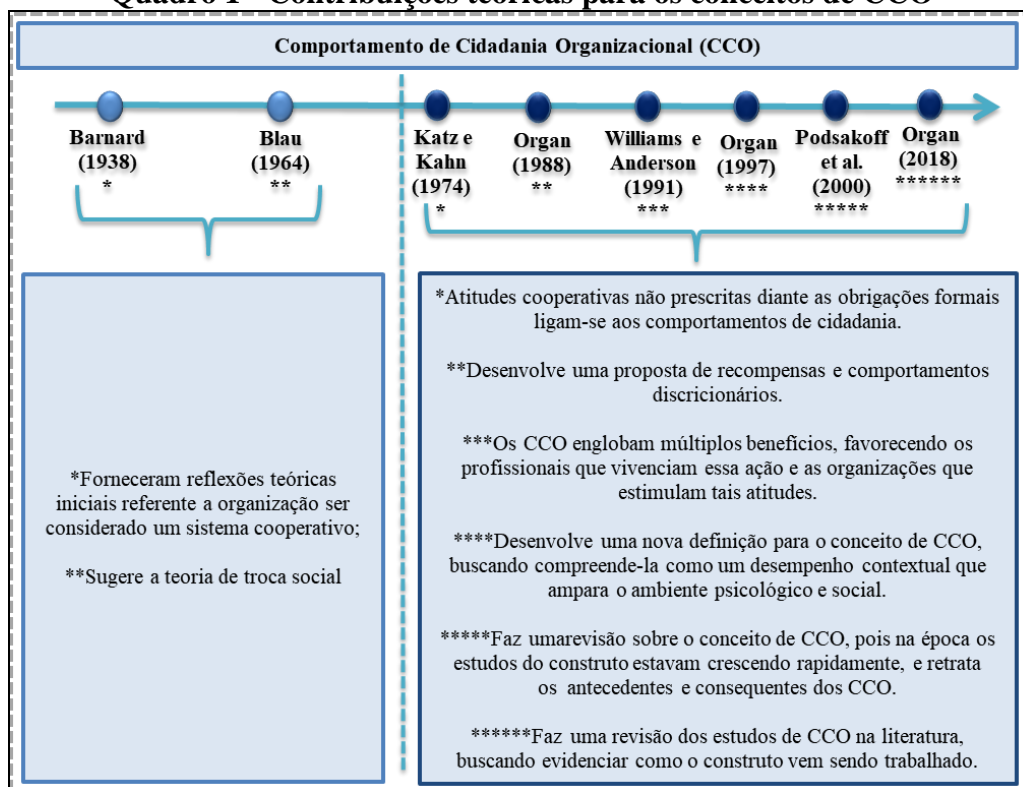 Quadro 1 - Contribuições teóricas para os conceitos de CCO
Comportamento de Cidadania Organizacional (CCO)
Barnard
(1938)
*
Blau
(1964)
**
Katz e
Kahn
(1974)
*
Organ
(1988)
**
Williams e
Anderson
(1991)
***
Organ
(1997)
****
Podsakoff
et al.
(2000)
*****
Organ
(2018)
******
*Forneceram reflexões teóricas
iniciais referente a organização ser
considerado um sistema cooperativo;
**Sugere a teoria de troca social
*Atitudes cooperativas não prescritas diante as obrigações formais
ligam-se aos comportamentos de cidadania.
**Desenvolve uma proposta de recompensas e comportamentos
discricionários.
***Os CCO englobam múltiplos benefícios, favorecendo os
profissionais que vivenciam essa ação e as organizações que
estimulam tais atitudes.
****Desenvolve uma nova definição para o conceito de CCO,
buscando compreende-la como um desempenho contextual que
ampara o ambiente psicológico e social.
*****Faz umarevisão sobre o conceito de CCO, pois na época os
estudos do construto estavam crescendo rapidamente, e retrata
os antecedentes e consequentes dos CCO.
******Faz uma revisão dos estudos de CCO na literatura,
buscando evidenciar como o construto vem sendo trabalhado.